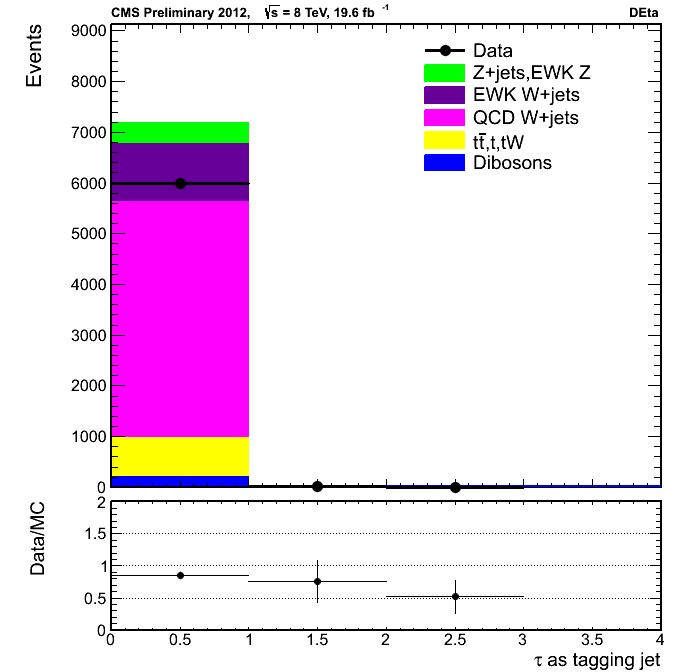 CMS Preliminary 2012, √s = 8 TeV, 19.6 fb -1 DEta
Events
9000
8000
7000
6000
5000
4000
3000
2000
1000
0
Data
Z+jets,EWK Z
EWK W+jets
QCD W+jets
tt̅,t,tW
Dibosons
Data/MC
2
1.5
1
0.5
0
0 0.5 1 1.5 2 2.5 3 3.5 4
τ as tagging jet